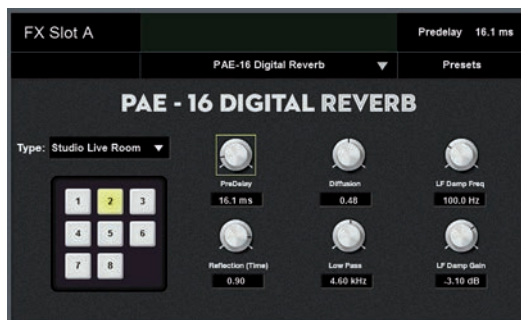 FX Slot A
Predelay 16.1 ms
PAE-16 Digital Reverb
Presets
PAE - 16 DIGITAL REVERB
Type: Studio Live Room
1 2 3
4 5 6
7 8
PreDelay Diffusion LF Damp Freq
16.1 ms 0.48 100.0 Hz
Reflection (Time) Low Pass LF Damp Gain
0.90 4.60 kHz -3.10 dB